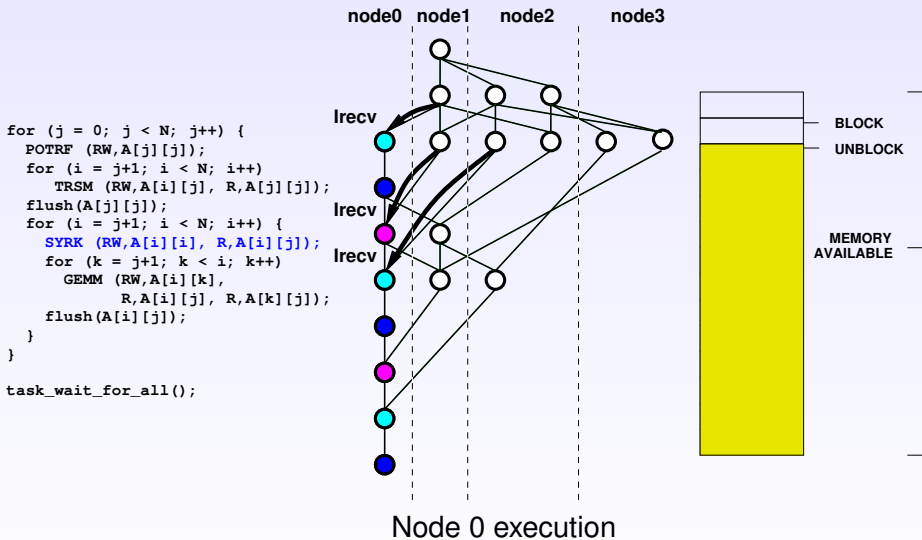 node0 node1 node2 node3
Irecv
Irecv
Irecv
for (j = 0; j < N; j++) {
POTRF (RW,A[j][j]);
for (i = j+1; i < N; i++)
TRSM (RW,A[i][j], R,A[j][j]);
flush(A[j][j]);
for (i = j+1; i < N; i++) {
SYRK (RW,A[i][i], R,A[i][j]);
for (k = j+1; k < i; k++)
GEMM (RW,A[i][k],
R,A[i][j], R,A[k][j]);
flush(A[i][j]);
}
}
task_wait_for_all();
BLOCK
UNBLOCK
MEMORY
AVAILABLE
Node 0 execution